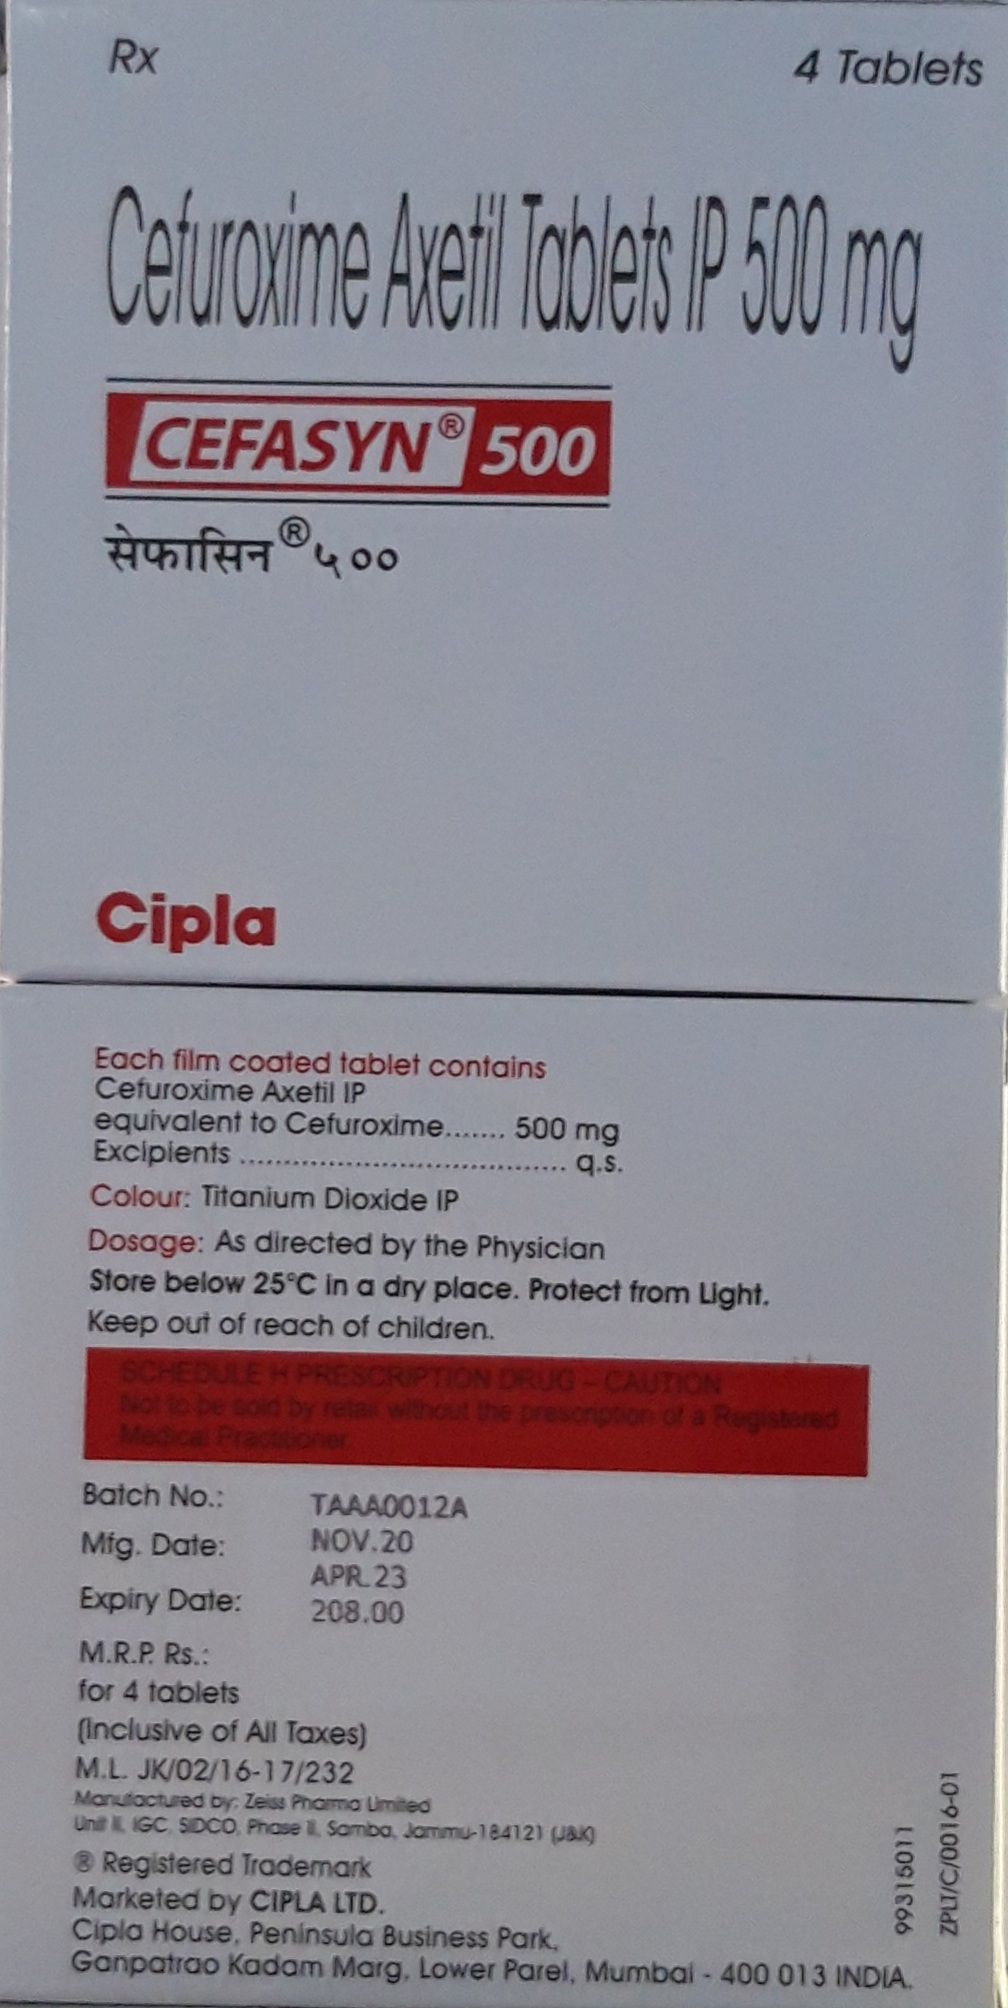 Rx
4 Tablets
Cefuroxime Axetil Tablets IP 500 mg
CEFASYN® 500
सेफासिन® ५००
Cipla
Each film coated tablet contains
Cefuroxime Axetil IP
equivalent to Cefuroxime....... 500 mg
Excipients ..................................... q.s.
Colour: Titanium Dioxide IP
Dosage: As directed by the Physician
Store below 25°C in a dry place. Protect from Light.
Keep out of reach of children.
SCHEDULE H PRESCRIPTION DRUG – CAUTION
Not to be sold by retail without the prescription of a Registered
Medical Practitioner.
Batch No.: TAAA0012A
Mfg. Date: NOV.20
Expiry Date: APR.23
M.R.P. Rs.: 208.00
for 4 tablets
(Inclusive of All Taxes)
M.L. JK/02/16-17/232
Manufactured by: Zeiss Pharma Limited
Unit II, IGC, SIDCO, Phase II, Samba, Jammu-184121 (J&K)
® Registered Trademark
Marketed by CIPLA LTD.
Cipla House, Peninsula Business Park,
Ganpatrao Kadam Marg, Lower Parel, Mumbai - 400 013 INDIA.
99315011
ZPLT/C/0016-01